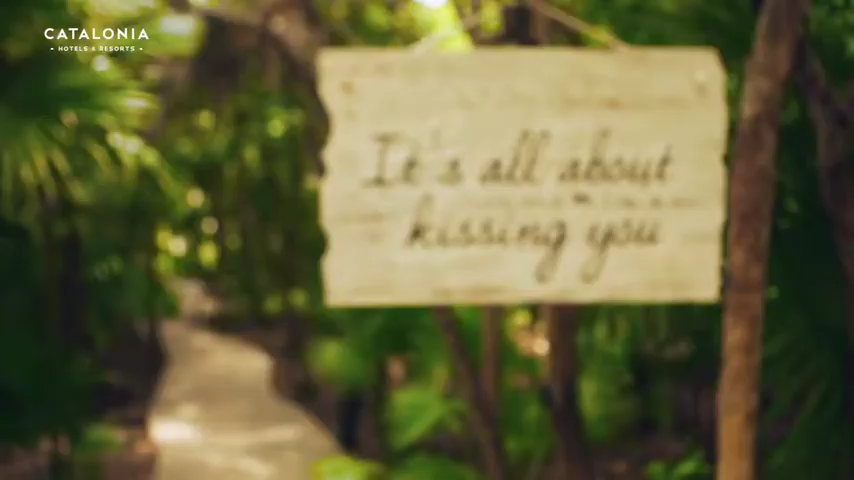 CATALONIA
• HOTELS & RESORTS •
It's all about
kissing you